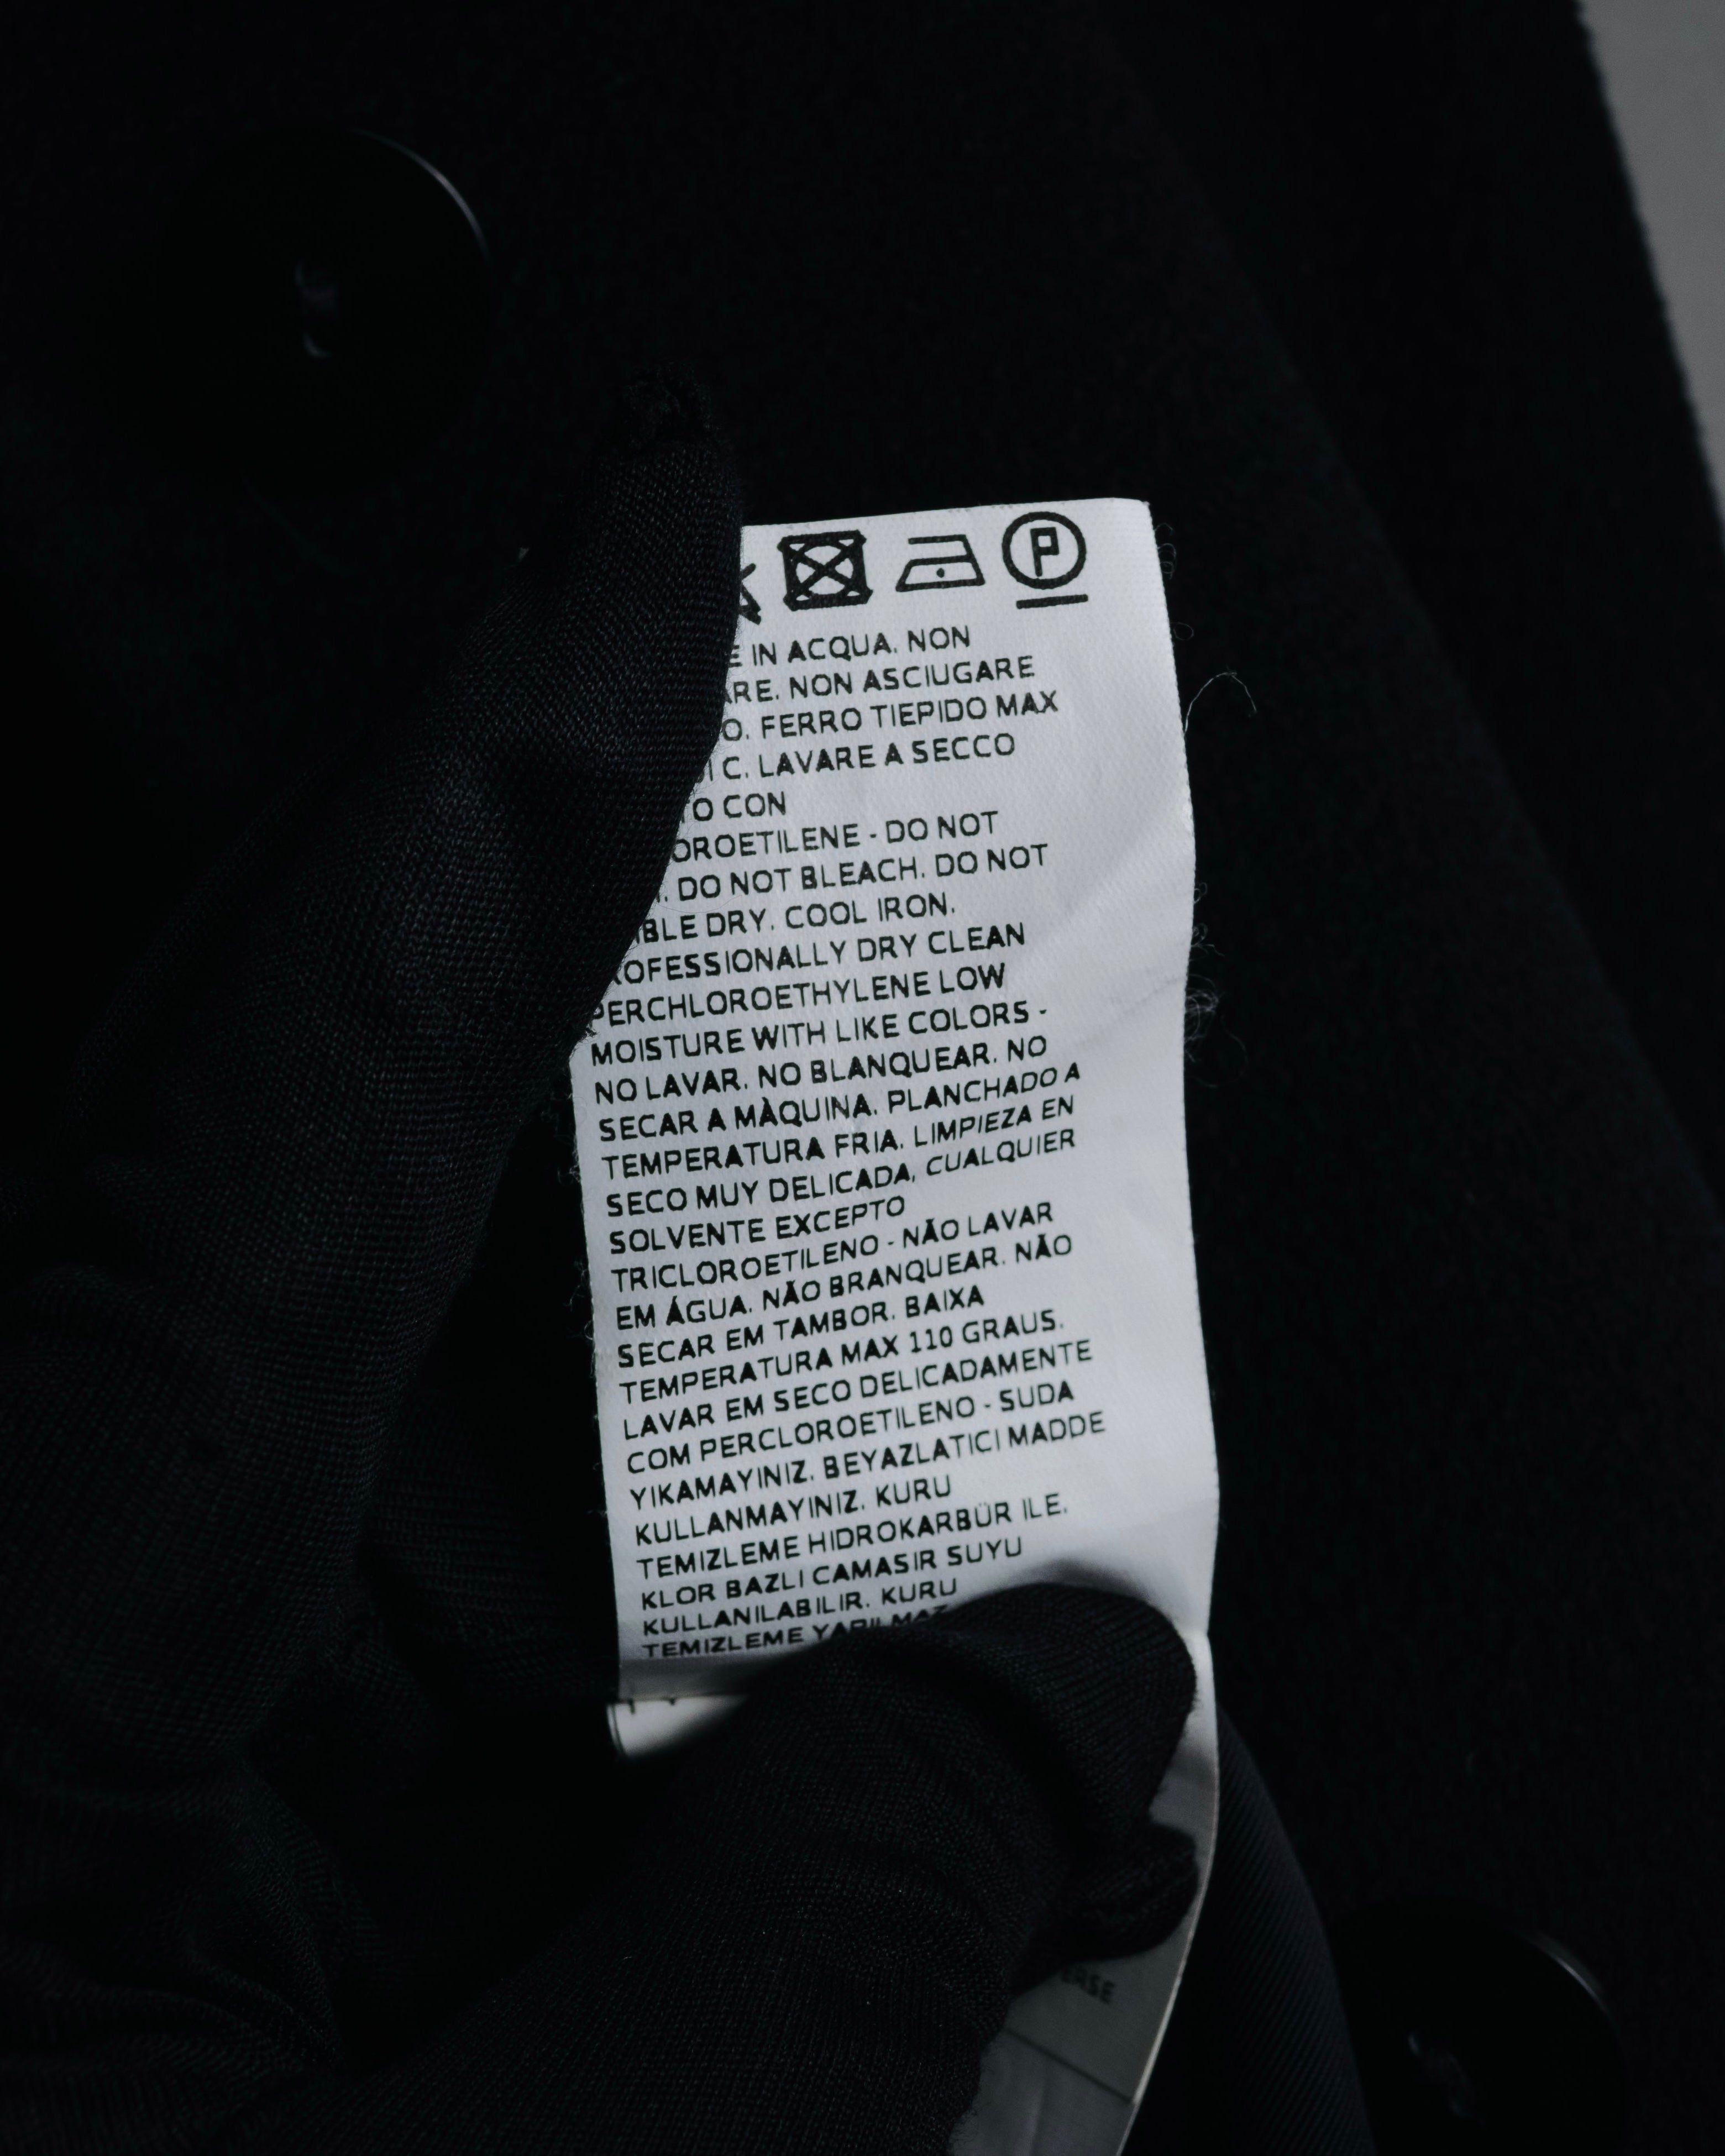 P
IN ACQUA. NON
NON ASCIUGARE
FERRO TIEPIDO MAX
C. LAVARE A SECCO
CON
- DO NOT
DO NOT BLEACH. DO NOT
DRY. COOL IRON.
DRY CLEAN
PERCHLOROETHYLENE LOW
MOISTURE WITH LIKE COLORS -
NO LAVAR. NO BLANQUEAR. NO
SECAR A MÀQUINA. PLANCHADO A
TEMPERATURA FRIA. LIMPIEZA EN
SECO MUY DELICADA, CUALQUIER
SOLVENTE EXCEPTO
TRICLOROETILENO - NÃO LAVAR
EM ÁGUA. NÃO BRANQUEAR. NÃO
SECAR EM TAMBOR. BAIXA
TEMPERATURA MAX 110 GRAUS.
LAVAR EM SECO DELICADAMENTE
COM PERCLOROETILENO - SUDA
YIKAMAYINIZ. BEYAZLATICI MADDE
KULLANMAYINIZ. KURU
TEMIZLEME HIDROKARBÜR ILE.
KLOR BAZLI CAMASIR SUYU
KULLANILABILIR. KURU
TEMIZLEME YAPILMAZ